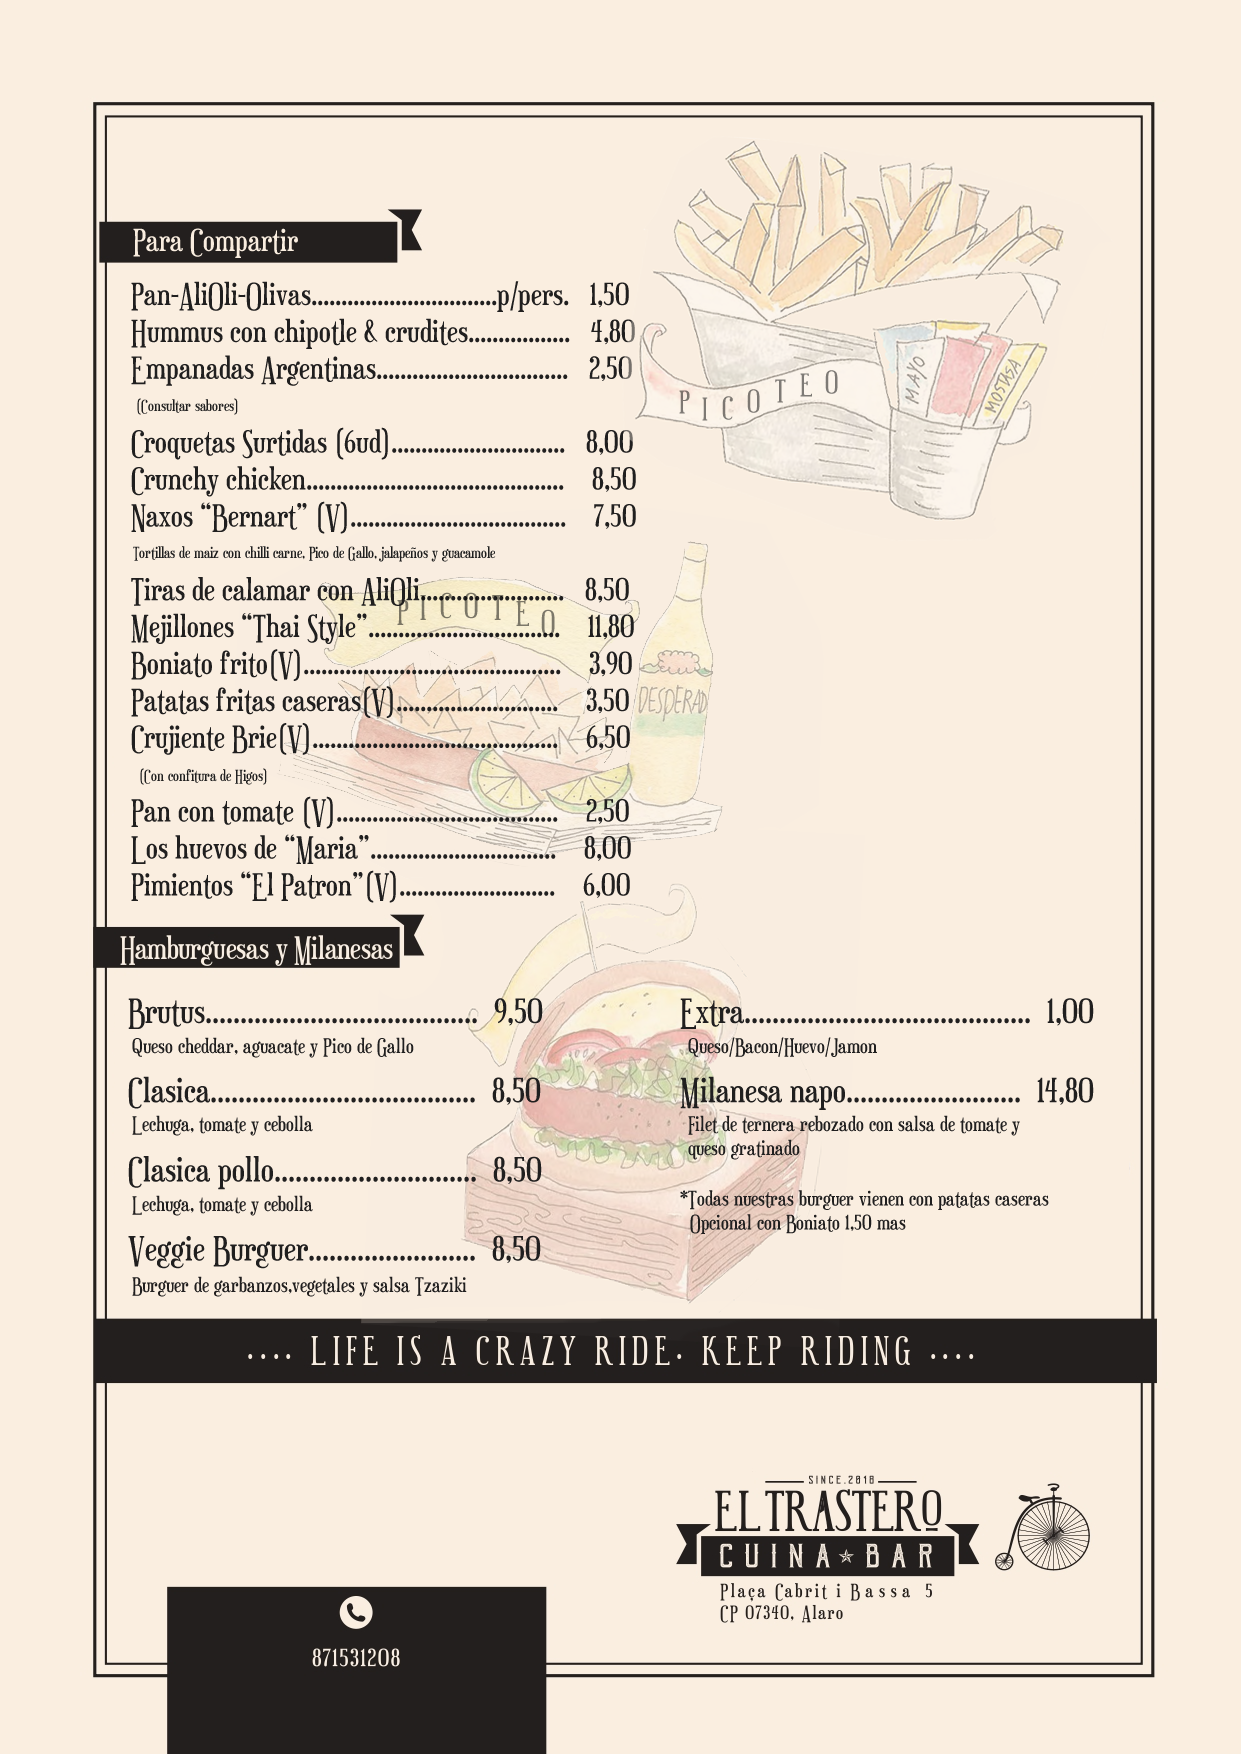 Para Compartir
Pan-AliOli-Olivas...............................p/pers. 1,50
Hummus con chipotle & crudites................. 4,80
Empanadas Argentinas................................ 2,50
(Consultar sabores)
Croquetas Surtidas (6ud)............................. 8,00
Crunchy chicken........................................... 8,50
Naxos “Bernart” (V).................................... 7,50
Tortillas de maiz con chilli carne, Pico de Gallo, jalapeños y guacamole
Tiras de calamar con AliOli........................ 8,50
Mejillones “Thai Style”................................ 11,80
Boniato frito(V)........................................... 3,90
Patatas fritas caseras(V)........................... 3,50
Crujiente Brie(V)......................................... 6,50
(Con confitura de Higos)
Pan con tomate (V)..................................... 2,50
Los huevos de “Maria”............................... 8,00
Pimientos “El Patron”(V).......................... 6,00
PICOTEO
MAYO
MOSTASA
PICOTEO
DESPERAD
Hamburguesas y Milanesas
Brutus....................................... 9,50
Queso cheddar, aguacate y Pico de Gallo
Clasica...................................... 8,50
Lechuga, tomate y cebolla
Clasica pollo............................. 8,50
Lechuga, tomate y cebolla
Veggie Burguer........................ 8,50
Burguer de garbanzos,vegetales y salsa Tzaziki
Extra......................................... 1,00
Queso/Bacon/Huevo/Jamon
Milanesa napo......................... 14,80
Filet de ternera rebozado con salsa de tomate y
queso gratinado
*Todas nuestras burguer vienen con patatas caseras
Opcional con Boniato 1,50 mas
.... LIFE IS A CRAZY RIDE. KEEP RIDING ....
SINCE.2018
EL TRASTERO
CUINA BAR
Plaça Cabrit i Bassa 5
CP 07340, Alaro
871531208